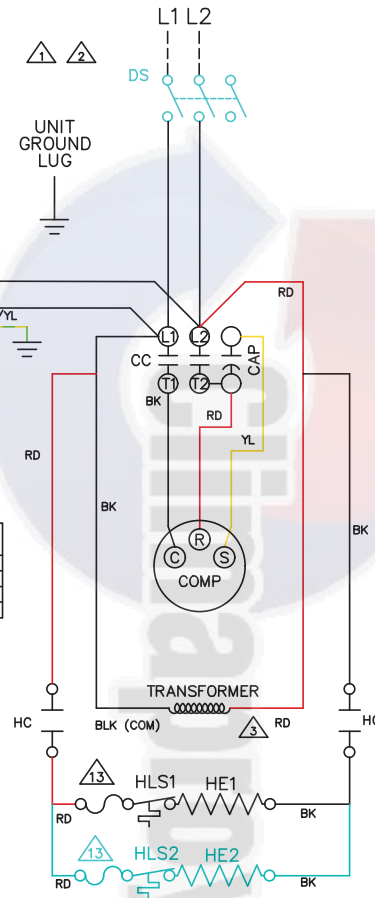 L1 L2
1 2
DS
UNIT
GROUND
LUG
RD
/YL
L1 L2
CC
CAP
T1 T2
BK
RD
YL
RD
BK
BK
R
C S
COMP
TRANSFORMER
HC
BLK (COM)
3
RD
HC
13
HLS1 HE1
RD
BK
13
HLS2 HE2
RD
BK
climaprov